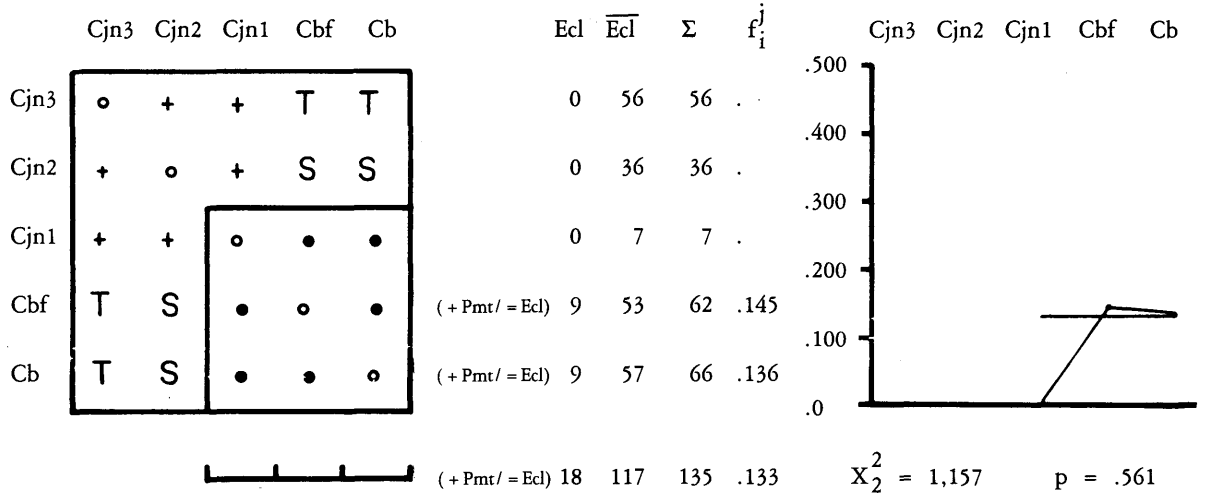 Cjn3 Cjn2 Cjn1 Cbf Cb Ecl E̅c̅l̅ Σ f_i^j Cjn3 Cjn2 Cjn1 Cbf Cb
.500
Cjn3 o + + T T 0 56 56 .
.400
Cjn2 + o + S S 0 36 36 .
.300
Cjn1 + + o ● ● 0 7 7 .
.200
Cbf T S ● o ● (+Pmt/=Ecl) 9 53 62 .145
.100
Cb T S ● ● o (+Pmt/=Ecl) 9 57 66 .136
.0
(+Pmt/=Ecl) 18 117 135 .133 X_2^2 = 1,157 p = .561